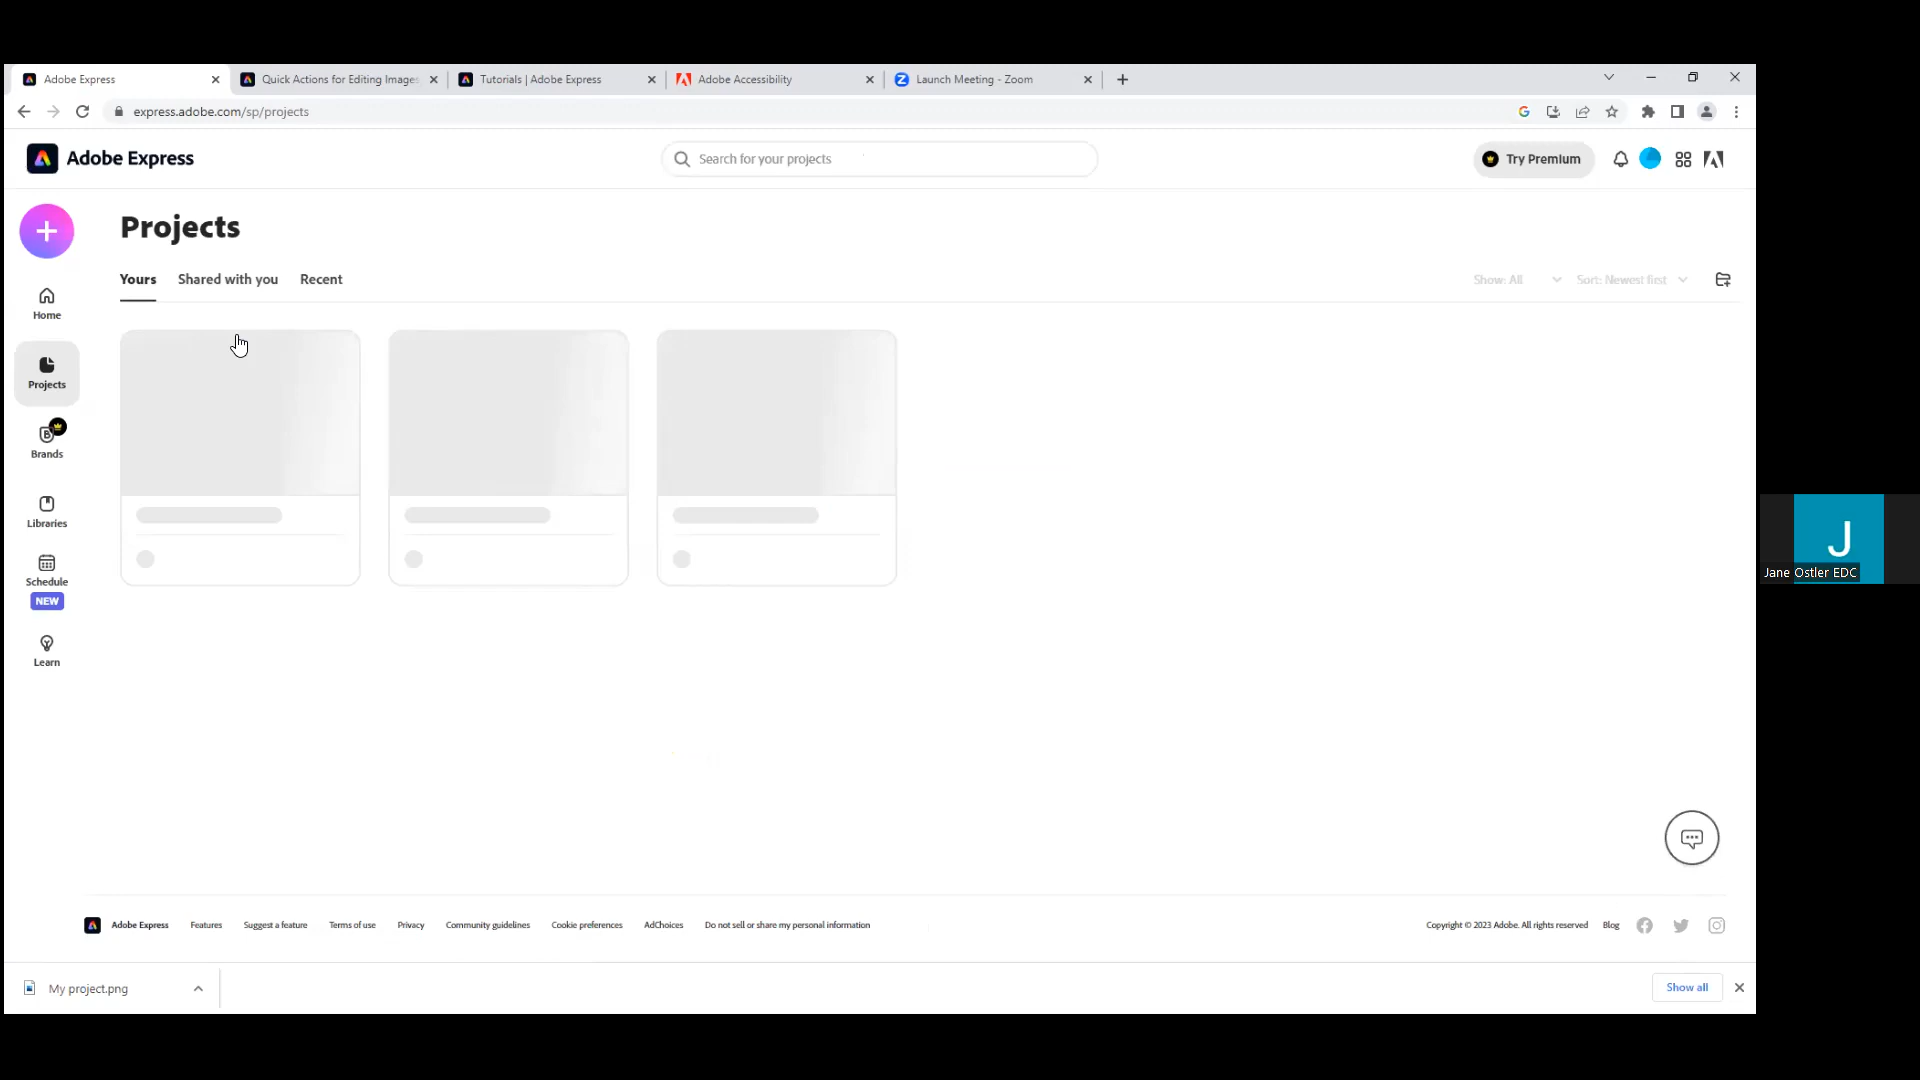 Adobe Express
Quick Actions for Editing Images
Tutorials | Adobe Express
Adobe Accessibility
Launch Meeting - Zoom
express.adobe.com/sp/projects
Adobe Express
Search for your projects
Try Premium
Projects
Yours
Shared with you
Recent
Show: All
Sort: Newest first
Home
Projects
Brands
Libraries
Schedule
NEW
Learn
Jane Ostler EDC
J
Adobe Express
Features
Suggest a feature
Terms of use
Privacy
Community guidelines
Cookie preferences
AdChoices
Do not sell or share my personal information
Copyright © 2023 Adobe. All rights reserved
Blog
My project.png
Show all